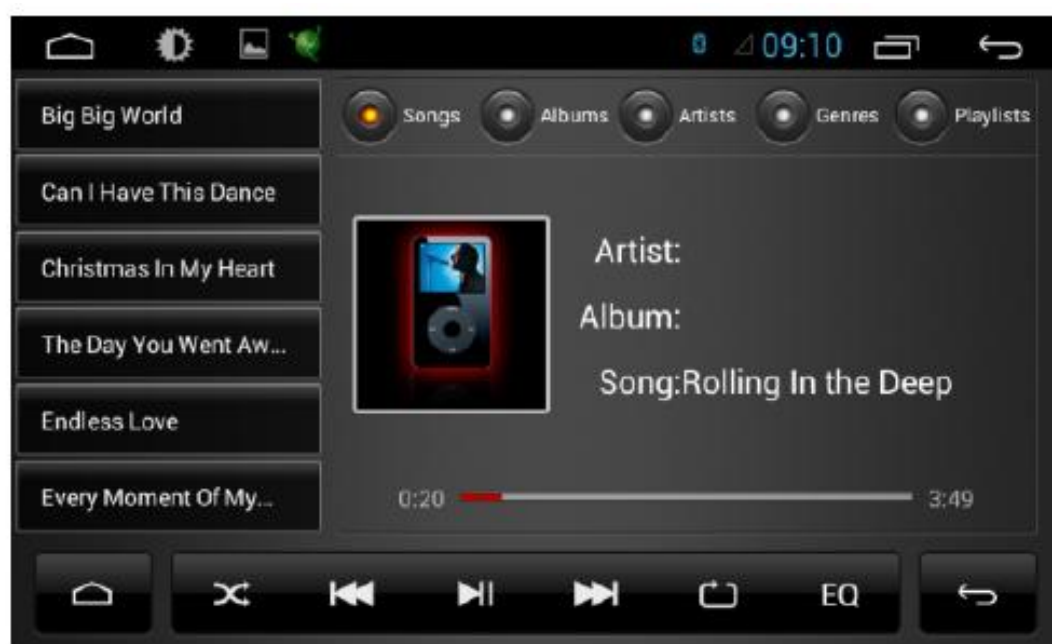 09:10
Big Big World
Can I Have This Dance
Christmas In My Heart
The Day You Went Aw...
Endless Love
Every Moment Of My...
Songs Albums Artists Genres Playlists
Artist:
Album:
Song:Rolling In the Deep
0:20 3:49
EQ